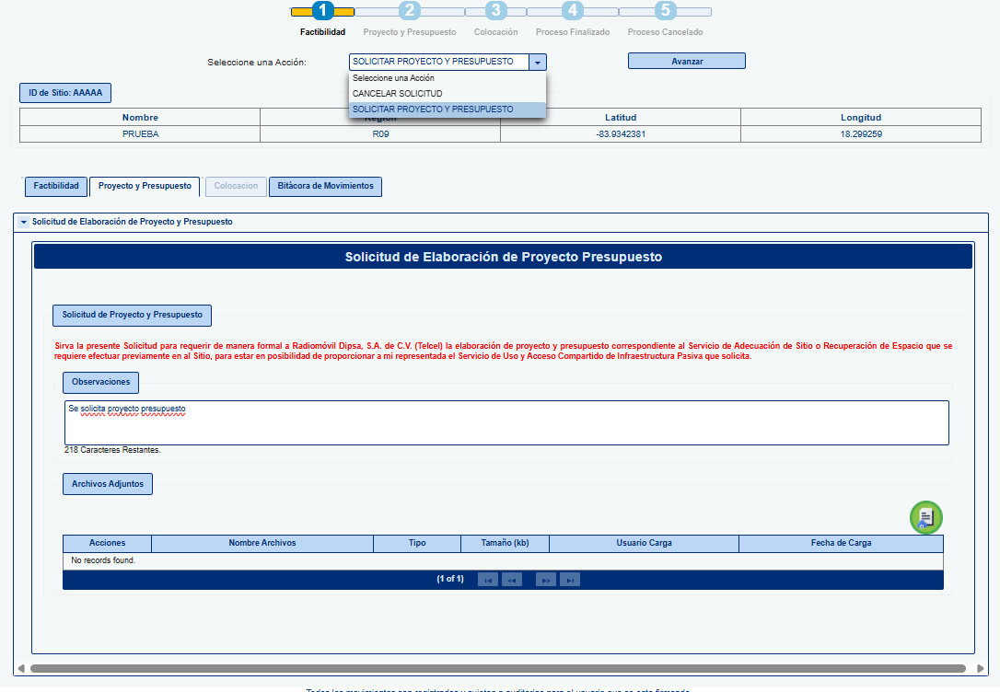 1 2 3 4 5
Factibilidad Proyecto y Presupuesto Colocación Proceso Finalizado Proceso Cancelado
Seleccione una Acción: SOLICITAR PROYECTO Y PRESUPUESTO Avanzar
Seleccione una Acción
CANCELAR SOLICITUD
SOLICITAR PROYECTO Y PRESUPUESTO
ID de Sitio: AAAAA
Nombre Región Latitud Longitud
PRUEBA R09 -83.9342381 18.299259
Factibilidad Proyecto y Presupuesto Colocacion Bitácora de Movimientos
Solicitud de Elaboración de Proyecto y Presupuesto
Solicitud de Elaboración de Proyecto Presupuesto
Solicitud de Proyecto y Presupuesto
Sirva la presente Solicitud para requerir de manera formal a Radiomóvil Dipsa, S.A. de C.V. (Telcel) la elaboración de proyecto y presupuesto correspondiente al Servicio de Adecuación de Sitio o Recuperación de Espacio que se
requiere efectuar previamente en al Sitio, para estar en posibilidad de proporcionar a mi representada el Servicio de Uso y Acceso Compartido de Infraestructura Pasiva que solicita.
Observaciones
Se solicita proyecto presupuesto
218 Caracteres Restantes.
Archivos Adjuntos
Acciones Nombre Archivos Tipo Tamaño (kb) Usuario Carga Fecha de Carga
No records found.
(1 of 1)